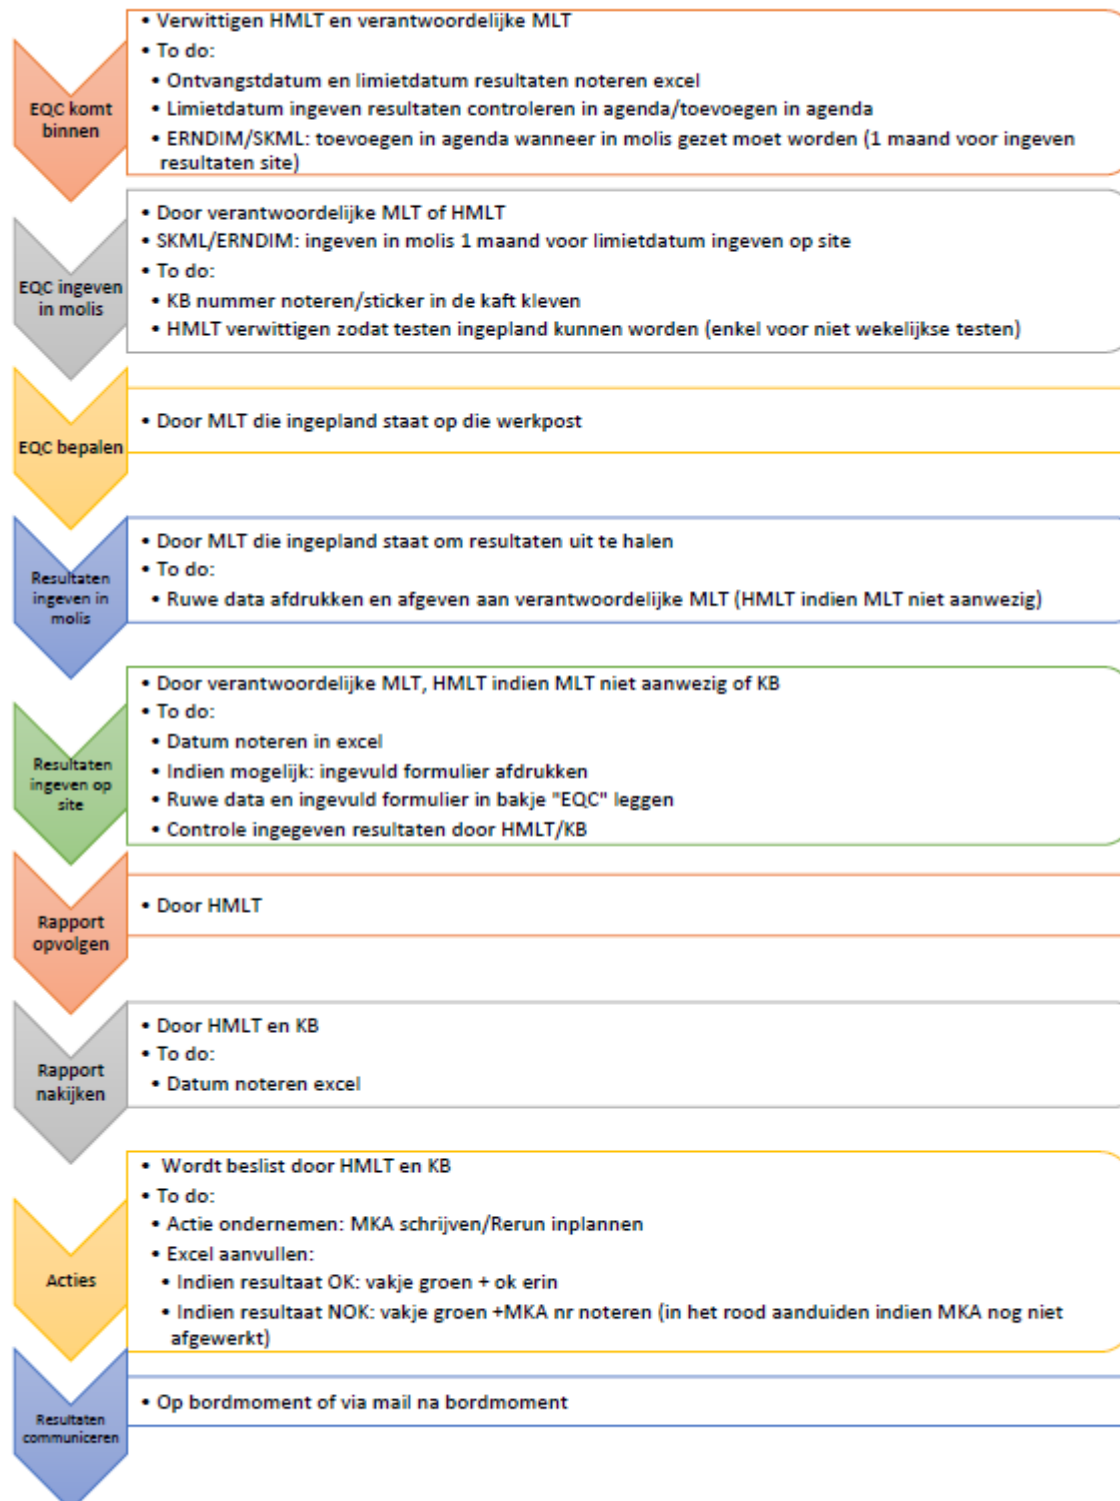 EQC komt
binnen
• Verwittigen HMLT en verantwoordelijke MLT
• To do:
• Ontvangstdatum en limietdatum resultaten noteren excel
• Limietdatum ingeven resultaten controleren in agenda/toevoegen in agenda
• ERNDIM/SKML: toevoegen in agenda wanneer in molis gezet moet worden (1 maand voor ingeven
resultaten site)
EQC ingeven
in molis
• Door verantwoordelijke MLT of HMLT
• SKML/ERNDIM: ingeven in molis 1 maand voor limietdatum ingeven op site
• To do:
• KB nummer noteren/sticker in de kaft kleven
• HMLT verwittigen zodat testen ingepland kunnen worden (enkel voor niet wekelijkse testen)
EQC bepalen
• Door MLT die ingepland staat op die werkpost
Resultaten
ingeven in
molis
• Door MLT die ingepland staat om resultaten uit te halen
• To do:
• Ruwe data afdrukken en afgeven aan verantwoordelijke MLT (HMLT indien MLT niet aanwezig)
Resultaten
ingeven op
site
• Door verantwoordelijke MLT, HMLT indien MLT niet aanwezig of KB
• To do:
• Datum noteren in excel
• Indien mogelijk: ingevuld formulier afdrukken
• Ruwe data en ingevuld formulier in bakje "EQC" leggen
• Controle ingegeven resultaten door HMLT/KB
Rapport
opvolgen
• Door HMLT
Rapport
nakijken
• Door HMLT en KB
• To do:
• Datum noteren excel
Acties
• Wordt beslist door HMLT en KB
• To do:
• Actie ondernemen: MKA schrijven/Rerun inplannen
• Excel aanvullen:
• Indien resultaat OK: vakje groen + ok erin
• Indien resultaat NOK: vakje groen +MKA nr noteren (in het rood aanduiden indien MKA nog niet
afgewerkt)
Resultaten
communiceren
• Op bordmoment of via mail na bordmoment